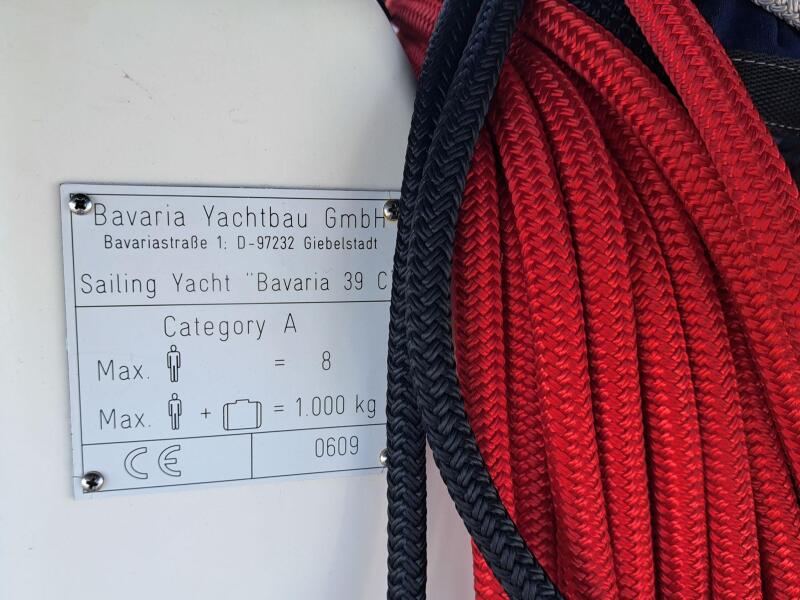 Bavaria Yachtbau GmbH
Bavariastraße 1; D-97232 Giebelstadt
Sailing Yacht "Bavaria 39 C
Category A
Max. = 8
Max. + = 1.000 kg
CE 0609